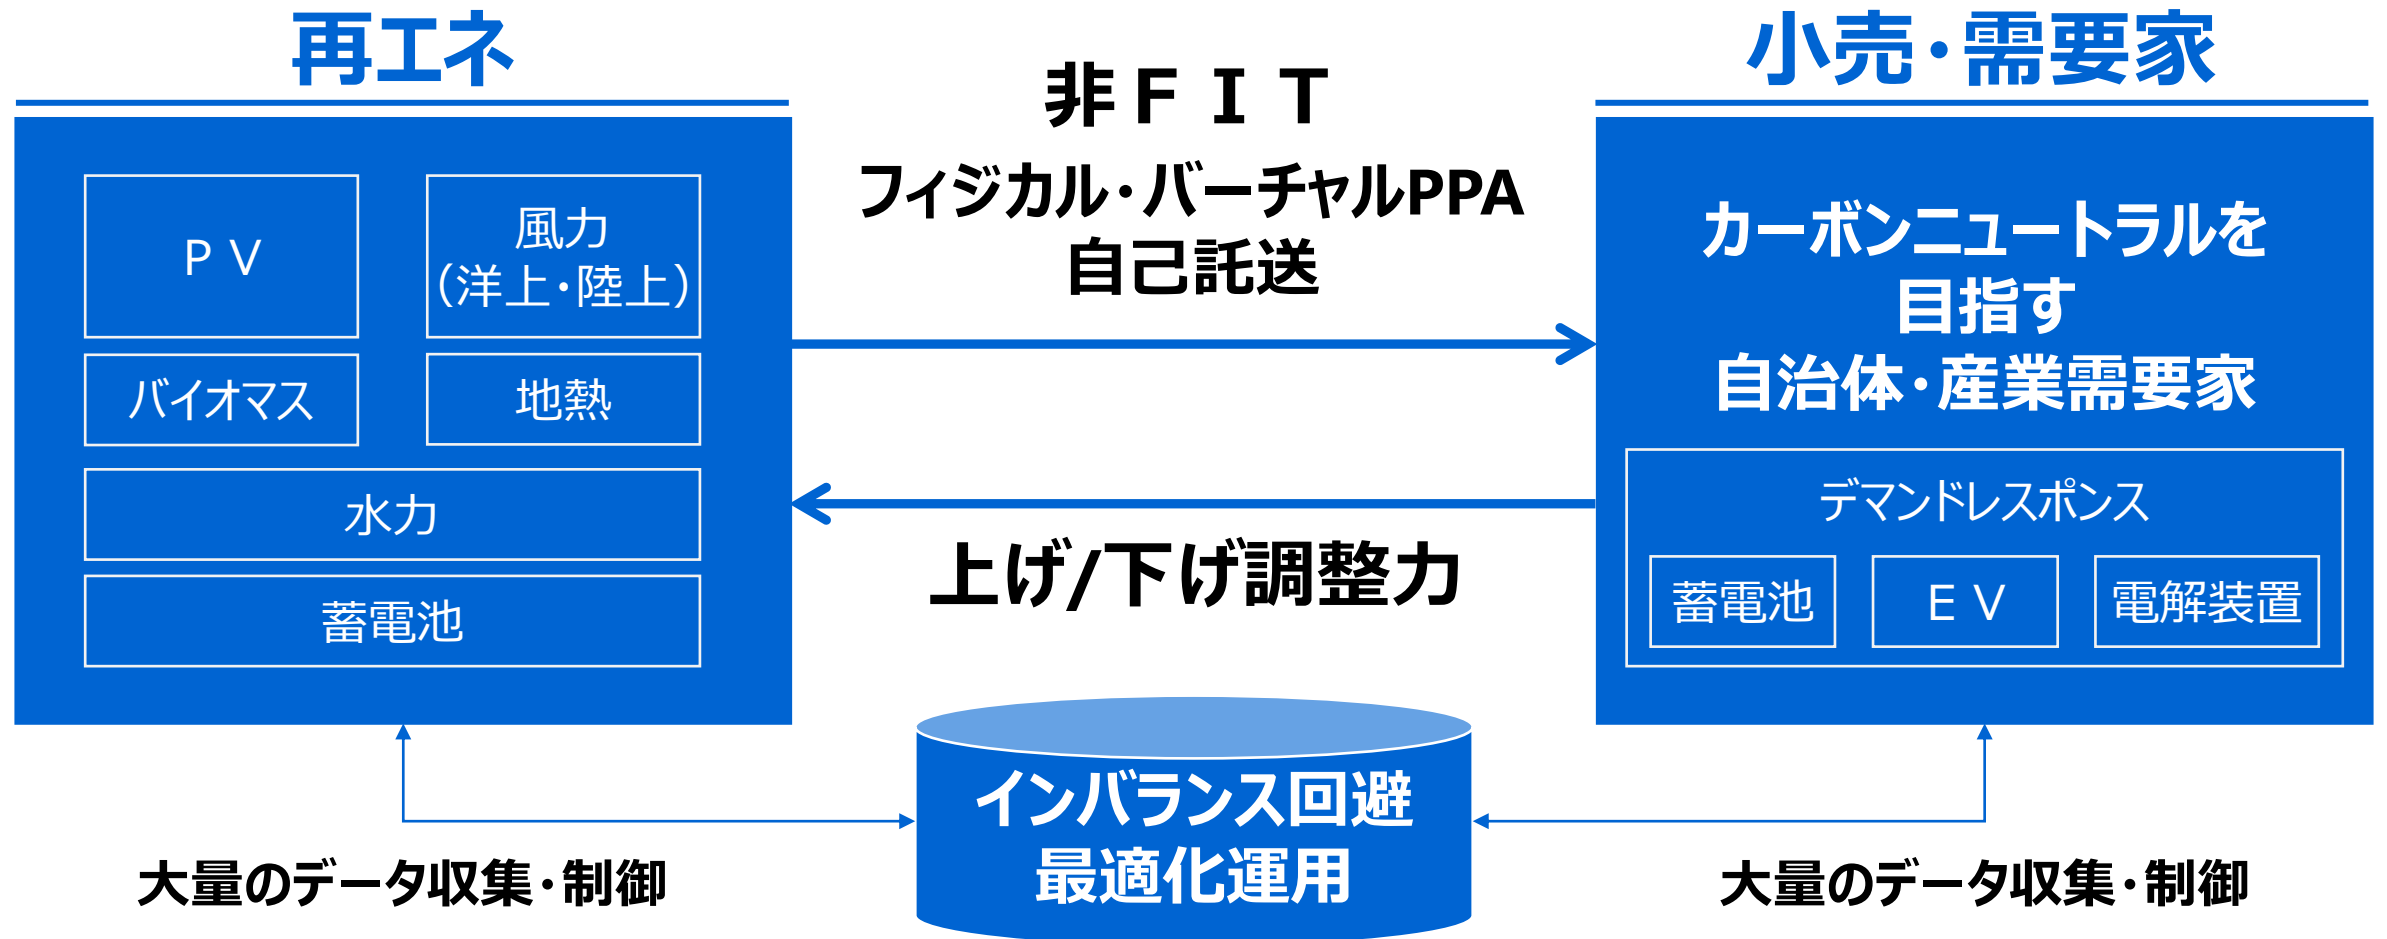 再エネ
ＰＶ
風力
（洋上・陸上）
バイオマス
地熱
水力
蓄電池
非ＦＩＴ
フィジカル・バーチャルPPA
自己託送
上げ/下げ調整力
小売・需要家
カーボンニュートラルを
目指す
自治体・産業需要家
デマンドレスポンス
蓄電池
ＥＶ
電解装置
インバランス回避
最適化運用
大量のデータ収集・制御
大量のデータ収集・制御